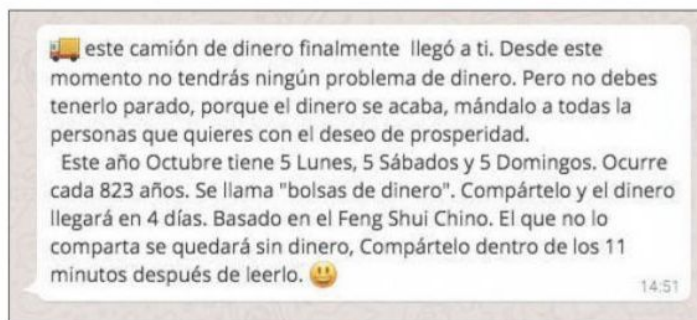 🚚 este camión de dinero finalmente llegó a ti. Desde este
momento no tendrás ningún problema de dinero. Pero no debes
tenerlo parado, porque el dinero se acaba, mándalo a todas la
personas que quieres con el deseo de prosperidad.
Este año Octubre tiene 5 Lunes, 5 Sábados y 5 Domingos. Ocurre
cada 823 años. Se llama "bolsas de dinero". Compártelo y el dinero
llegará en 4 días. Basado en el Feng Shui Chino. El que no lo
comparta se quedará sin dinero, Compártelo dentro de los 11
minutos después de leerlo. 😃
14:51